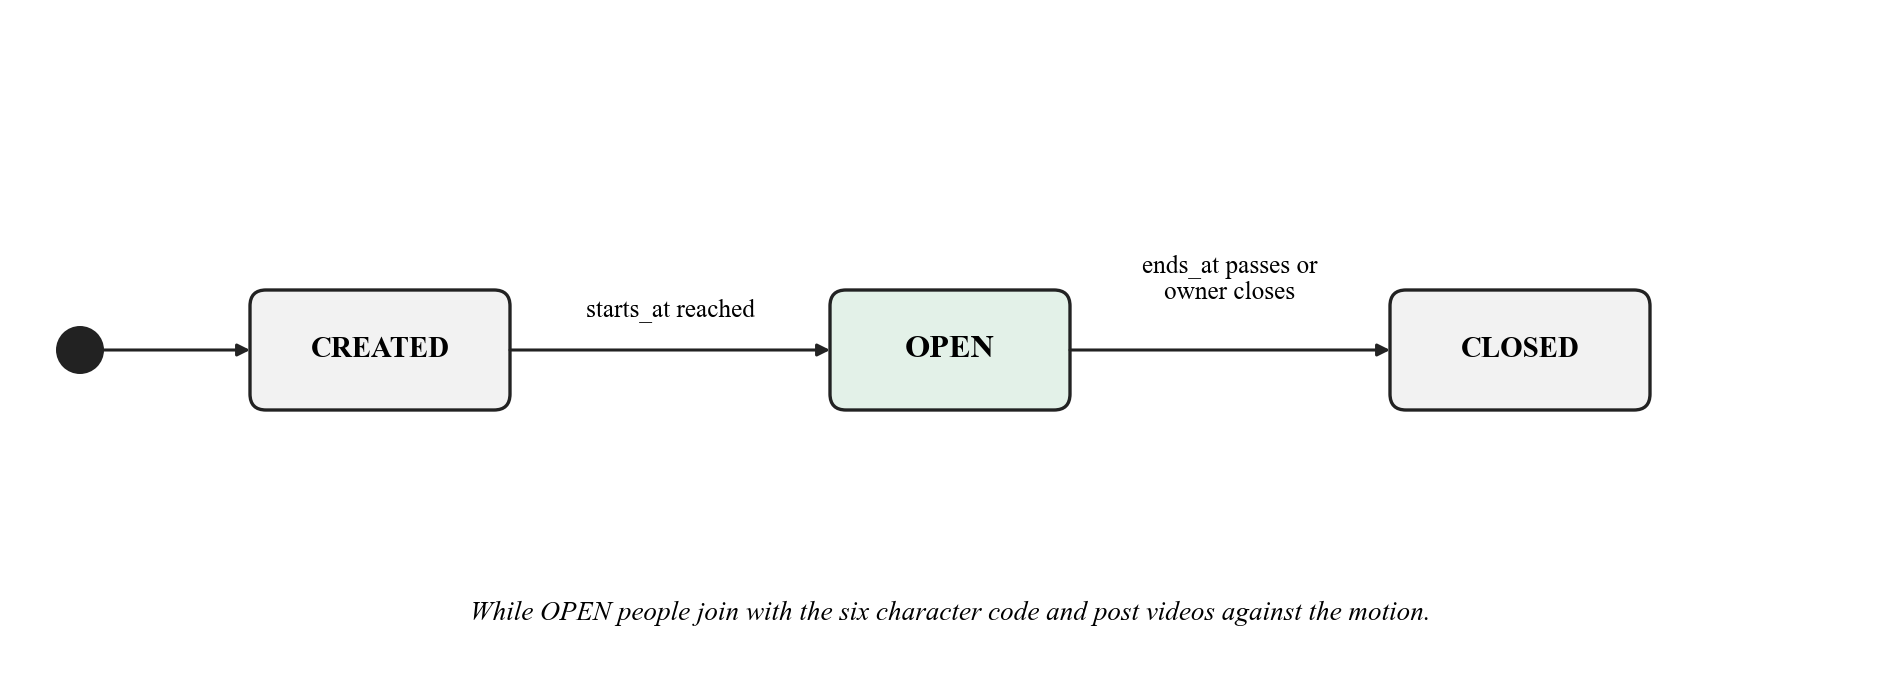 ends_at passes or
owner closes
starts_at reached
CREATED
OPEN
CLOSED
While OPEN people join with the six character code and post videos against the motion.